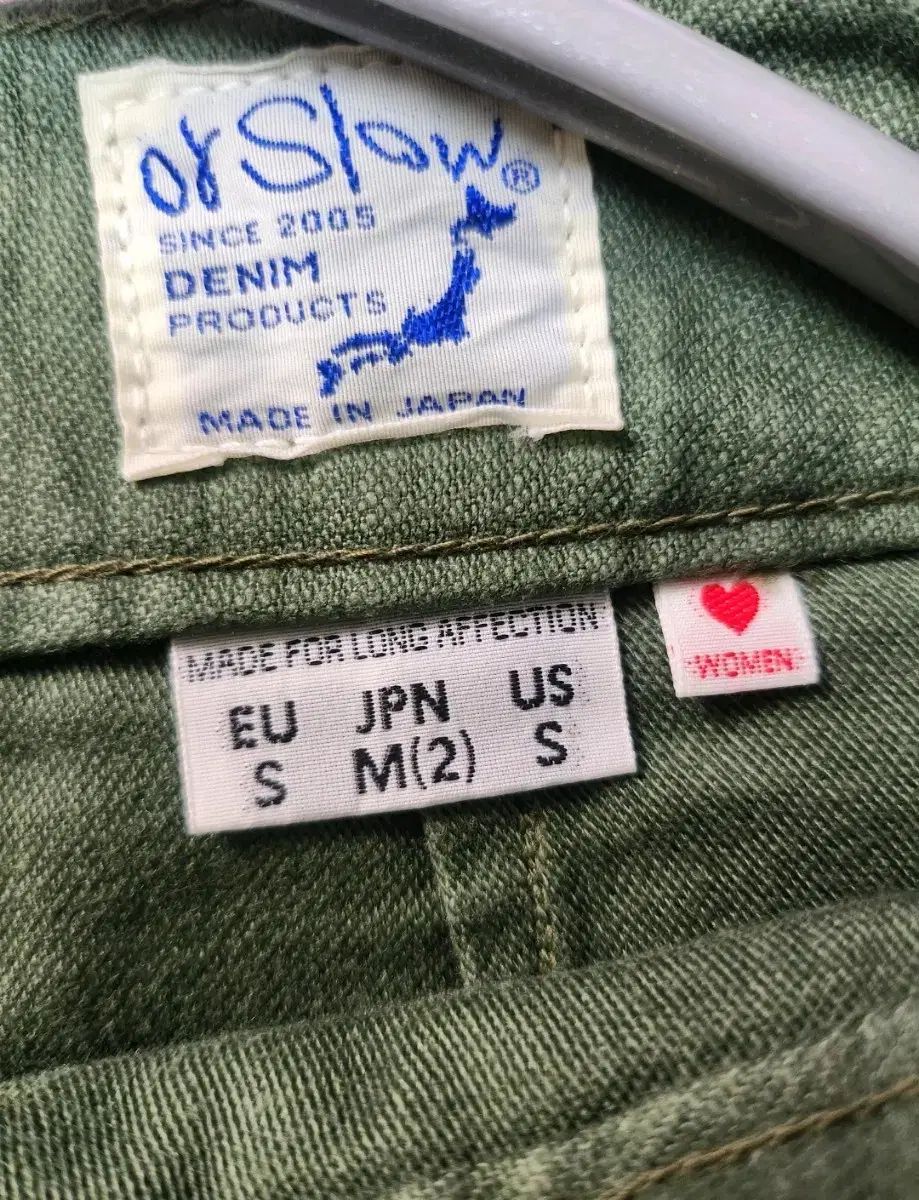 orSlow®
SINCE 2005
DENIM
PRODUCTS
MADE IN JAPAN
MADE FOR LONG AFFECTION
EU JPN US
S M(2) S
WOMEN